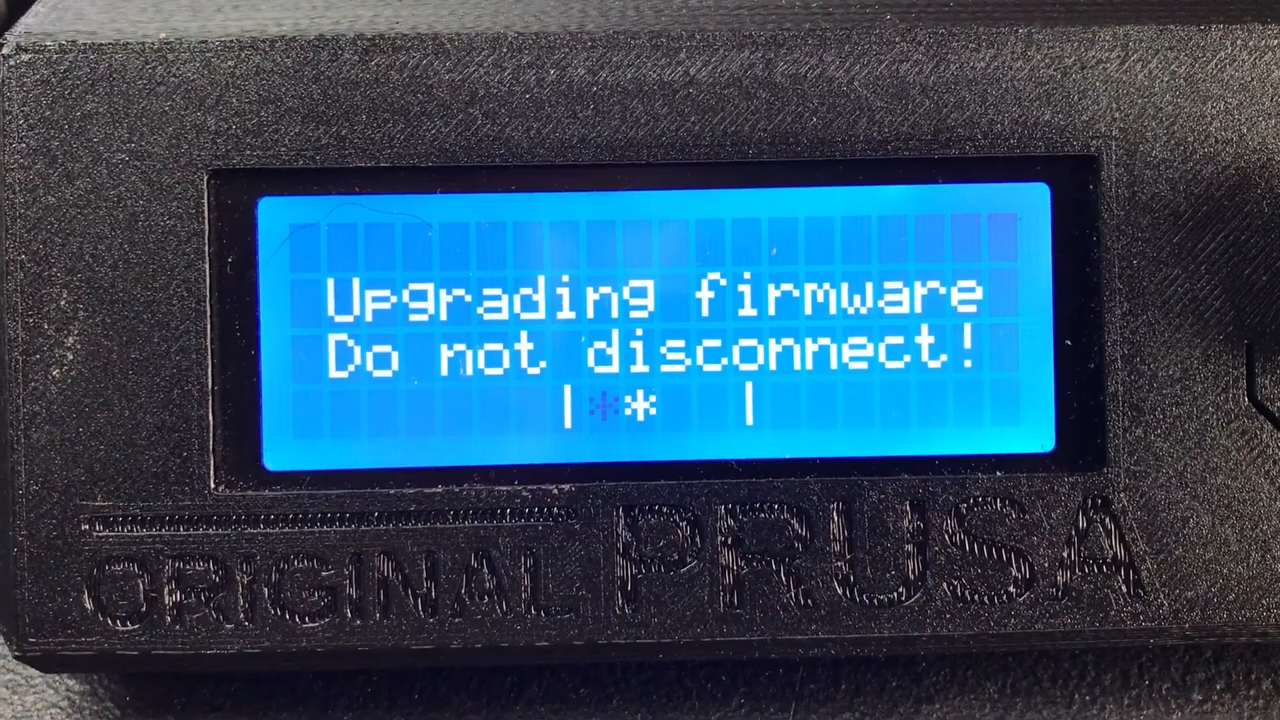 Upgrading firmware
Do not disconnect!
|** |
ORiGiNAL PRUSA